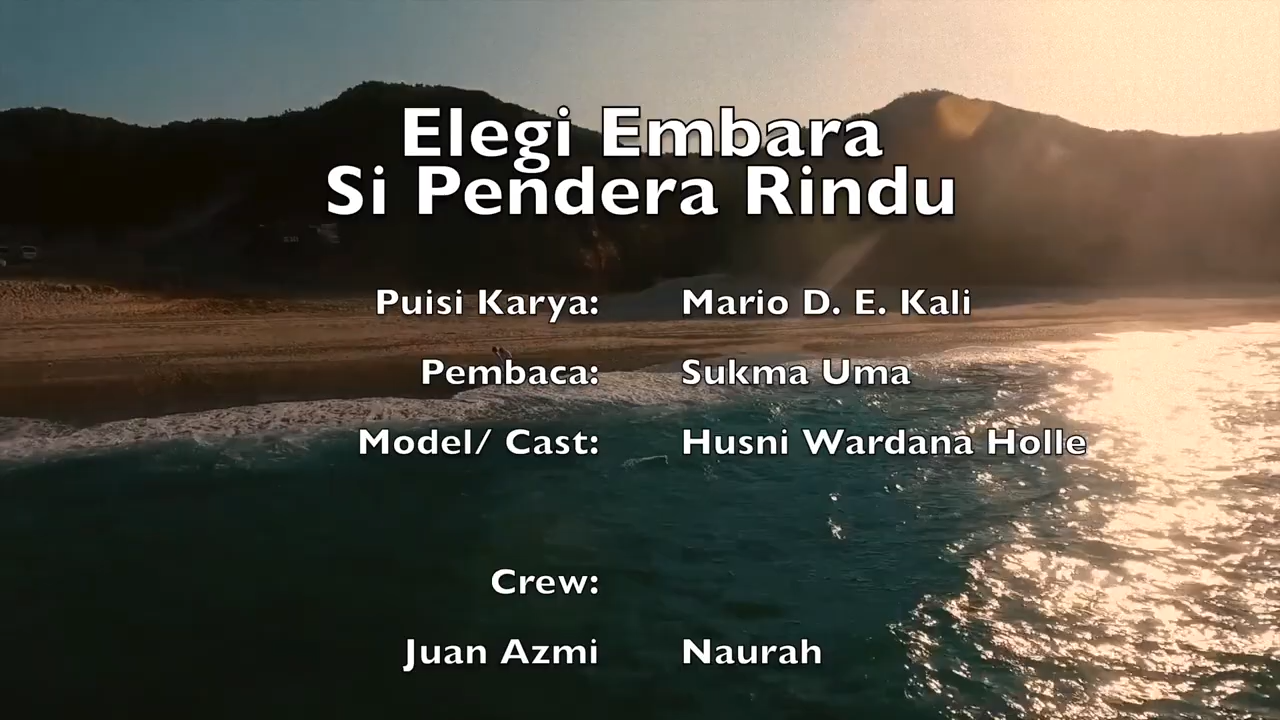 Elegi Embara
Si Pendera Rindu
Puisi Karya: Mario D. E. Kali
Pembaca: Sukma Uma
Model/ Cast: Husni Wardana Holle
Crew:
Juan Azmi Naurah